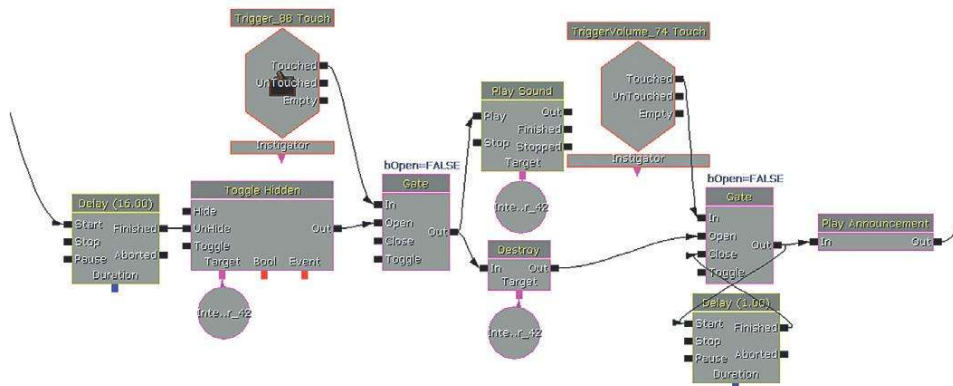 Trigger_88 Touch
Touched
UnTouched
Empty
Instigator
Delay (16.00)
Start
Stop
Pause
Finished
Aborted
Duration
Toggle Hidden
Hide
UnHide
Toggle
Out
Target
Bool
Event
Inte...r_42
bOpen=FALSE
Gate
In
Open
Close
Toggle
Out
Play Sound
Play
Stop
Out
Finished
Stopped
Target
Inte...r_42
Destroy
In
Out
Target
Inte...r_42
TriggerVolume_74 Touch
Touched
UnTouched
Empty
Instigator
bOpen=FALSE
Gate
In
Open
Close
Toggle
Out
Delay (1.00)
Start
Stop
Pause
Finished
Aborted
Duration
Play Announcement
In
Out